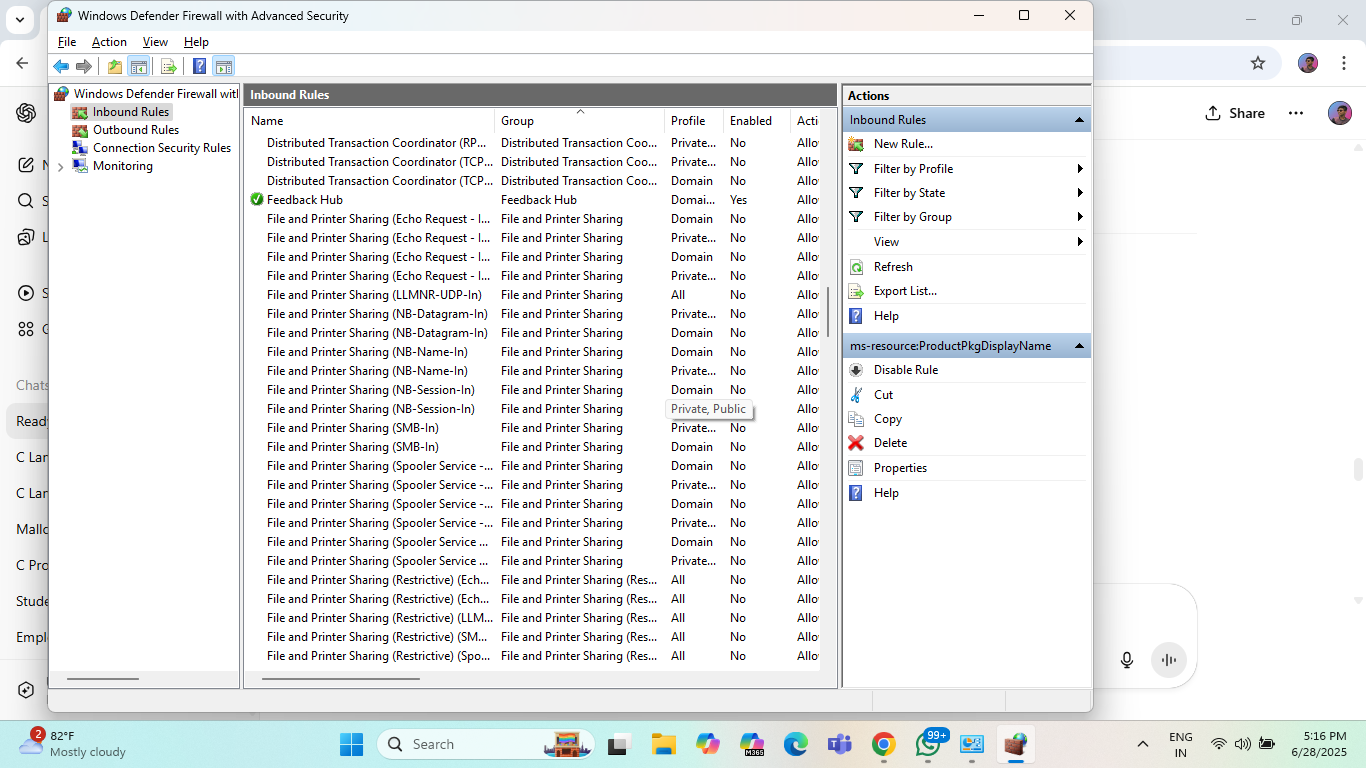 Windows Defender Firewall with Advanced Security
File Action View Help
Windows Defender Firewall witl
Inbound Rules
Outbound Rules
Connection Security Rules
Monitoring
Inbound Rules
Name Group Profile Enabled Acti
Distributed Transaction Coordinator (RP... Distributed Transaction Coo... Private... No Allo
Distributed Transaction Coordinator (TCP... Distributed Transaction Coo... Private... No Allo
Distributed Transaction Coordinator (TCP... Distributed Transaction Coo... Domain No Allo
Feedback Hub Feedback Hub Domai... Yes Allo
File and Printer Sharing (Echo Request - I... File and Printer Sharing Domain No Allo
File and Printer Sharing (Echo Request - I... File and Printer Sharing Private... No Allo
File and Printer Sharing (Echo Request - I... File and Printer Sharing Domain No Allo
File and Printer Sharing (Echo Request - I... File and Printer Sharing Private... No Allo
File and Printer Sharing (LLMNR-UDP-In) File and Printer Sharing All No Allo
File and Printer Sharing (NB-Datagram-In) File and Printer Sharing Private... No Allo
File and Printer Sharing (NB-Datagram-In) File and Printer Sharing Domain No Allo
File and Printer Sharing (NB-Name-In) File and Printer Sharing Domain No Allo
File and Printer Sharing (NB-Name-In) File and Printer Sharing Private... No Allo
File and Printer Sharing (NB-Session-In) File and Printer Sharing Domain No Allo
File and Printer Sharing (NB-Session-In) File and Printer Sharing Private, Public Allo
File and Printer Sharing (SMB-In) File and Printer Sharing Private... No Allo
File and Printer Sharing (SMB-In) File and Printer Sharing Domain No Allo
File and Printer Sharing (Spooler Service -... File and Printer Sharing Domain No Allo
File and Printer Sharing (Spooler Service -... File and Printer Sharing Private... No Allo
File and Printer Sharing (Spooler Service -... File and Printer Sharing Domain No Allo
File and Printer Sharing (Spooler Service -... File and Printer Sharing Private... No Allo
File and Printer Sharing (Spooler Service ... File and Printer Sharing Domain No Allo
File and Printer Sharing (Spooler Service ... File and Printer Sharing Private... No Allo
File and Printer Sharing (Restrictive) (Ech... File and Printer Sharing (Res... All No Allo
File and Printer Sharing (Restrictive) (Ech... File and Printer Sharing (Res... All No Allo
File and Printer Sharing (Restrictive) (LLM... File and Printer Sharing (Res... All No Allo
File and Printer Sharing (Restrictive) (SM... File and Printer Sharing (Res... All No Allo
File and Printer Sharing (Restrictive) (Spo... File and Printer Sharing (Res... All No Allo
Actions
Inbound Rules
New Rule...
Filter by Profile
Filter by State
Filter by Group
View
Refresh
Export List...
Help
ms-resource:ProductPkgDisplayName
Disable Rule
Cut
Copy
Delete
Properties
Help
Share
Chats
Ready
C Lar
C Lar
Mallo
C Pro
Stude
Empl
2
82°F
Mostly cloudy
Search
M365
99+
ENG
IN
5:16 PM
6/28/2025